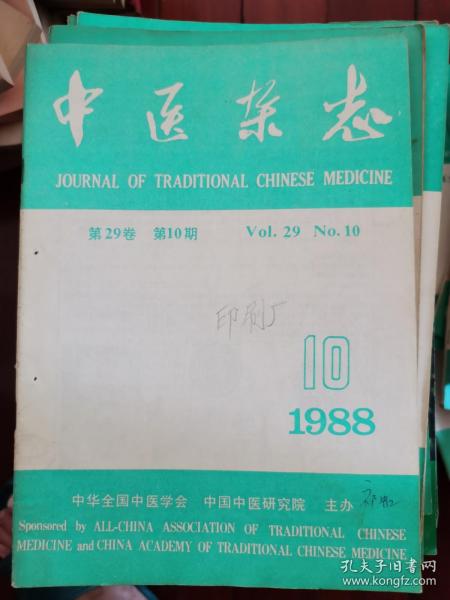 中医杂志
JOURNAL OF TRADITIONAL CHINESE MEDICINE
第29卷 第10期 Vol. 29 No. 10
印刷厂
10
1988
中华全国中医学会 中国中医研究院 主办
Sponsored by ALL-CHINA ASSOCIATION OF TRADITIONAL CHINESE
MEDICINE and CHINA ACADEMY OF TRADITIONAL CHINESE MEDICINE
孔夫子旧书网
www.kongfz.com